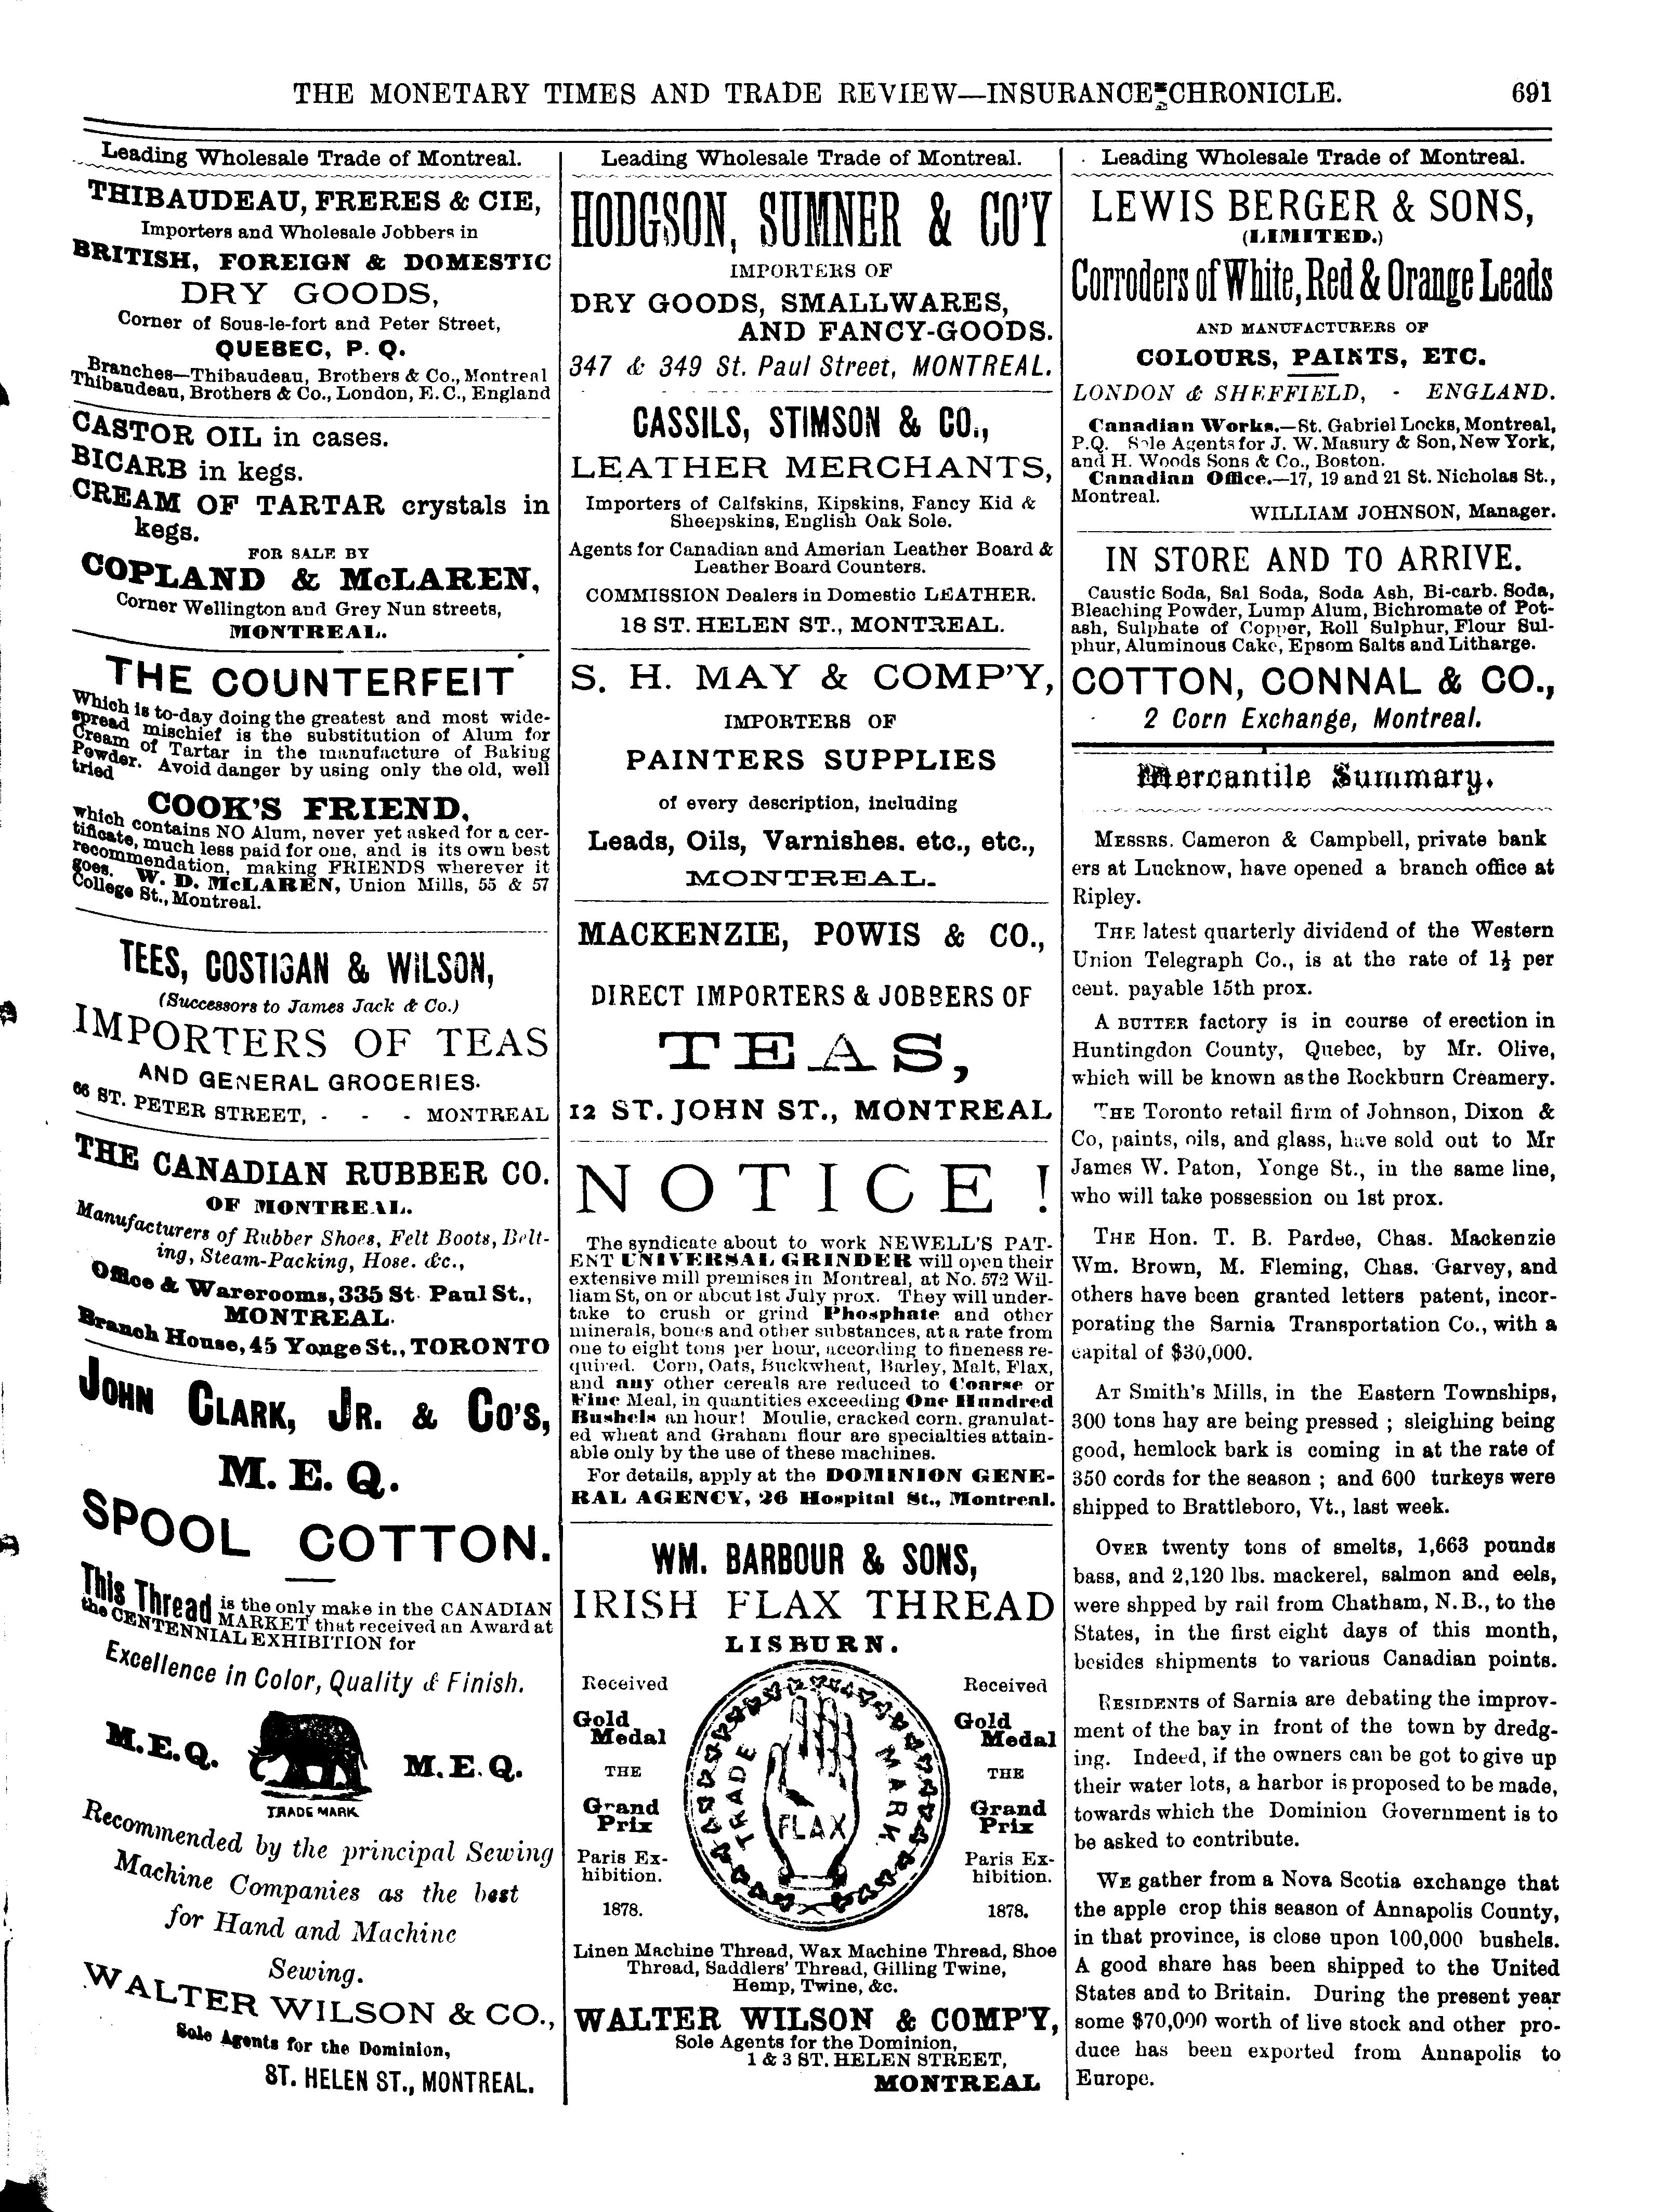 THE MONETARY TIMES AND TRADE REVIEW—INSURANCE CHRONICLE. 691
Leading Wholesale Trade of Montreal.
THIBAUDEAU, FRERES & CIE,
Importers and Wholesale Jobbers in
BRITISH, FOREIGN & DOMESTIC
DRY GOODS,
Corner of Sous-le-fort and Peter Street,
QUEBEC, P. Q.
Branches—Thibaudeau, Brothers & Co., Montreal
Thibaudeau, Brothers & Co., London, E. C., England
CASTOR OIL in cases.
BICARB in kegs.
CREAM OF TARTAR crystals in
kegs.
FOR SALE BY
COPLAND & McLAREN,
Corner Wellington and Grey Nun streets,
MONTREAL.
THE COUNTERFEIT
Which is to-day doing the greatest and most wide-
spread mischief is the substitution of Alum for
Cream of Tartar in the manufacture of Baking
Powder. Avoid danger by using only the old, well
tried
COOK'S FRIEND,
which contains NO Alum, never yet asked for a cer-
tificate, much less paid for one, and is its own best
recommendation, making FRIENDS wherever it
goes. W. D. McLAREN, Union Mills, 55 & 57
College St., Montreal.
TEES, COSTIGAN & WILSON,
(Successors to James Jack & Co.)
IMPORTERS OF TEAS
AND GENERAL GROCERIES.
66 ST. PETER STREET, - - - MONTREAL
THE CANADIAN RUBBER CO.
OF MONTREAL.
Manufacturers of Rubber Shoes, Felt Boots, Belt-
ing, Steam-Packing, Hose. &c.,
Office & Warerooms, 335 St. Paul St.,
MONTREAL.
Branch House, 45 Yonge St., TORONTO
JOHN CLARK, JR. & CO'S,
M. E. Q.
SPOOL COTTON.
This Thread is the only make in the CANADIAN
MARKET that received an Award at
the CENTENNIAL EXHIBITION for
Excellence in Color, Quality & Finish.
M.E.Q. M.E.Q.
TRADE MARK
Recommended by the principal Sewing
Machine Companies as the best
for Hand and Machine
Sewing.
WALTER WILSON & CO.,
Sole Agents for the Dominion,
ST. HELEN ST., MONTREAL.
Leading Wholesale Trade of Montreal.
HODGSON, SUMNER & CO'Y
IMPORTERS OF
DRY GOODS, SMALLWARES,
AND FANCY-GOODS.
347 & 349 St. Paul Street, MONTREAL.
CASSILS, STIMSON & CO.,
LEATHER MERCHANTS,
Importers of Calfskins, Kipskins, Fancy Kid &
Sheepskins, English Oak Sole.
Agents for Canadian and Amerian Leather Board &
Leather Board Counters.
COMMISSION Dealers in Domestic LEATHER.
18 ST. HELEN ST., MONTREAL.
S. H. MAY & COMP'Y,
IMPORTERS OF
PAINTERS SUPPLIES
of every description, including
Leads, Oils, Varnishes. etc., etc.,
MONTREAL.
MACKENZIE, POWIS & CO.,
DIRECT IMPORTERS & JOBBERS OF
TEAS,
12 ST. JOHN ST., MONTREAL
NOTICE!
The syndicate about to work NEWELL'S PAT-
ENT UNIVERSAL GRINDER will open their
extensive mill premises in Montreal, at No. 572 Wil-
liam St, on or about 1st July prox. They will under-
take to crush or grind Phosphate and other
minerals, bones and other substances, at a rate from
one to eight tons per hour, according to fineness re-
quired. Corn, Oats, Buckwheat, Barley, Malt, Flax,
and any other cereals are reduced to Coarse or
Fine Meal, in quantities exceeding One Hundred
Bushels an hour! Moulie, cracked corn, granulat-
ed wheat and Graham flour are specialties attain-
able only by the use of these machines.
For details, apply at the DOMINION GENE-
RAL AGENCY, 26 Hospital St., Montreal.
WM. BARBOUR & SONS,
IRISH FLAX THREAD
LISBURN.
Received
Gold
Medal
THE
Grand
Prix
Paris Ex-
hibition.
1878.
TRADE MARK
FLAX
Received
Gold
Medal
THE
Grand
Prix
Paris Ex-
hibition.
1878.
Linen Machine Thread, Wax Machine Thread, Shoe
Thread, Saddlers' Thread, Gilling Twine,
Hemp, Twine, &c.
WALTER WILSON & COMP'Y,
Sole Agents for the Dominion,
1 & 3 ST. HELEN STREET,
MONTREAL
Leading Wholesale Trade of Montreal.
LEWIS BERGER & SONS,
(LIMITED.)
Corroders of White, Red & Orange Leads
AND MANUFACTURERS OF
COLOURS, PAINTS, ETC.
LONDON & SHEFFIELD, - ENGLAND.
Canadian Works.—St. Gabriel Locks, Montreal,
P.Q. Sole Agents for J. W. Masury & Son, New York,
and H. Woods Sons & Co., Boston.
Canadian Office.—17, 19 and 21 St. Nicholas St.,
Montreal.
WILLIAM JOHNSON, Manager.
IN STORE AND TO ARRIVE.
Caustic Soda, Sal Soda, Soda Ash, Bi-carb. Soda,
Bleaching Powder, Lump Alum, Bichromate of Pot-
ash, Sulphate of Copper, Roll Sulphur, Flour Sul-
phur, Aluminous Cake, Epsom Salts and Litharge.
COTTON, CONNAL & CO.,
2 Corn Exchange, Montreal.
Mercantile Summary.
MESSRS. Cameron & Campbell, private bank
ers at Lucknow, have opened a branch office at
Ripley.
THE latest quarterly dividend of the Western
Union Telegraph Co., is at the rate of 1½ per
cent. payable 15th prox.
A BUTTER factory is in course of erection in
Huntingdon County, Quebec, by Mr. Olive,
which will be known as the Rockburn Creamery.
THE Toronto retail firm of Johnson, Dixon &
Co, paints, oils, and glass, have sold out to Mr
James W. Paton, Yonge St., in the same line,
who will take possession on 1st prox.
THE Hon. T. B. Pardee, Chas. Mackenzie
Wm. Brown, M. Fleming, Chas. Garvey, and
others have been granted letters patent, incor-
porating the Sarnia Transportation Co., with a
capital of $30,000.
AT Smith's Mills, in the Eastern Townships,
300 tons hay are being pressed ; sleighing being
good, hemlock bark is coming in at the rate of
350 cords for the season ; and 600 turkeys were
shipped to Brattleboro, Vt., last week.
OVER twenty tons of smelts, 1,663 pounds
bass, and 2,120 lbs. mackerel, salmon and eels,
were shpped by rail from Chatham, N.B., to the
States, in the first eight days of this month,
besides shipments to various Canadian points.
RESIDENTS of Sarnia are debating the improv-
ment of the bay in front of the town by dredg-
ing. Indeed, if the owners can be got to give up
their water lots, a harbor is proposed to be made,
towards which the Dominion Government is to
be asked to contribute.
WE gather from a Nova Scotia exchange that
the apple crop this season of Annapolis County,
in that province, is close upon 100,000 bushels.
A good share has been shipped to the United
States and to Britain. During the present year
some $70,000 worth of live stock and other pro-
duce has been exported from Annapolis to
Europe.